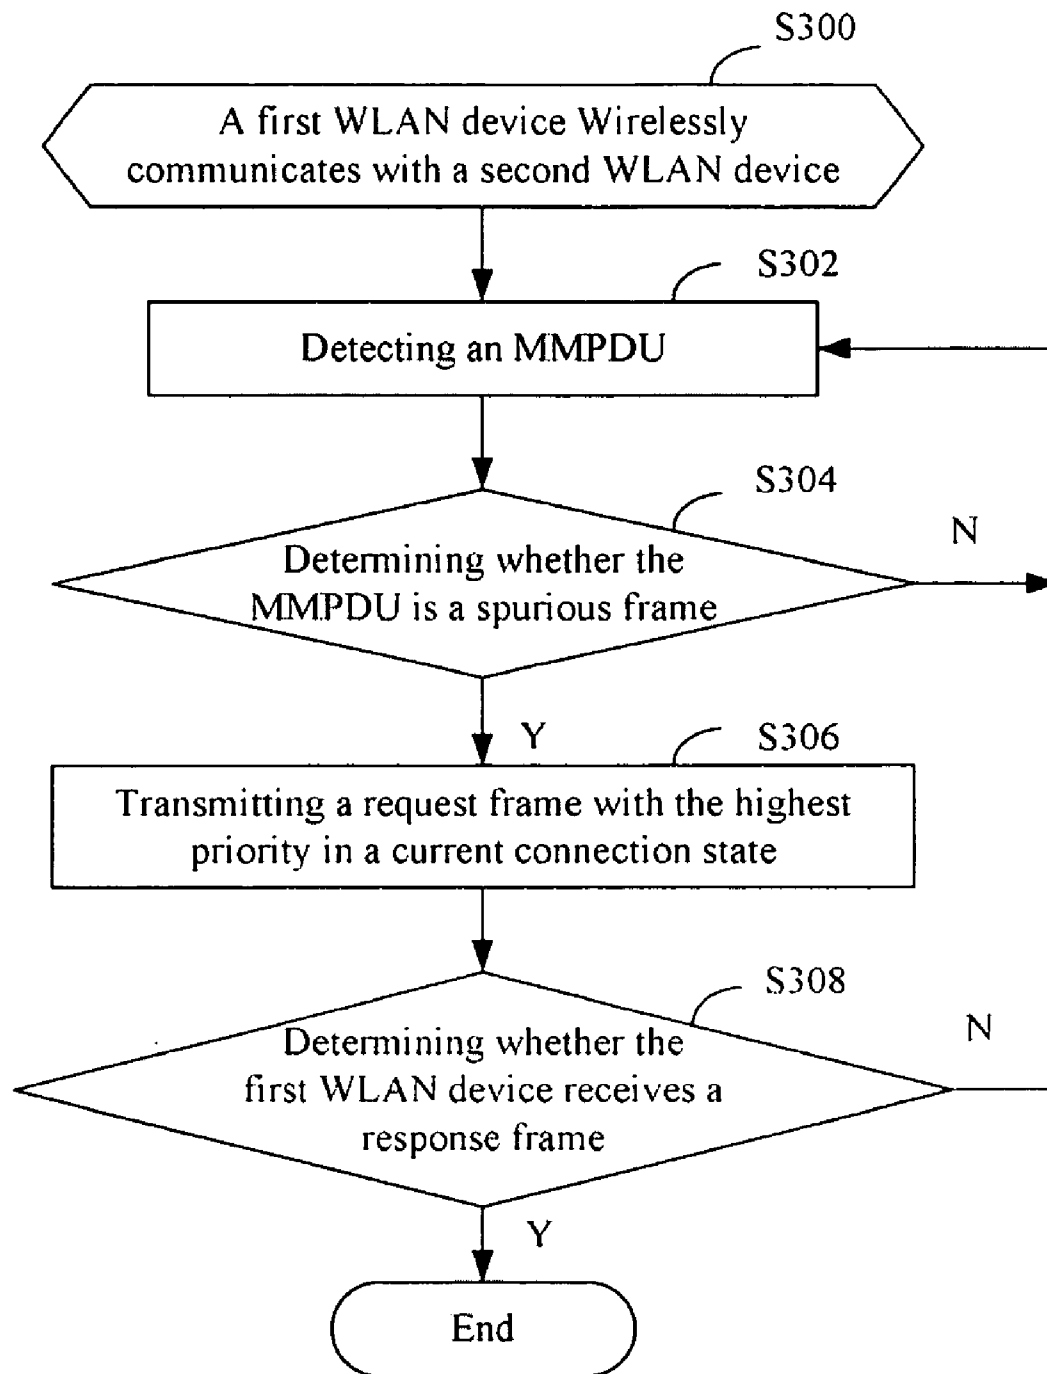 S300
A first WLAN device Wirelessly
communicates with a second WLAN device
S302
Detecting an MMPDU
S304
N
Determining whether the
MMPDU is a spurious frame
Y
S306
Transmitting a request frame with the highest
priority in a current connection state
S308
N
Determining whether the
first WLAN device receives a
response frame
Y
End